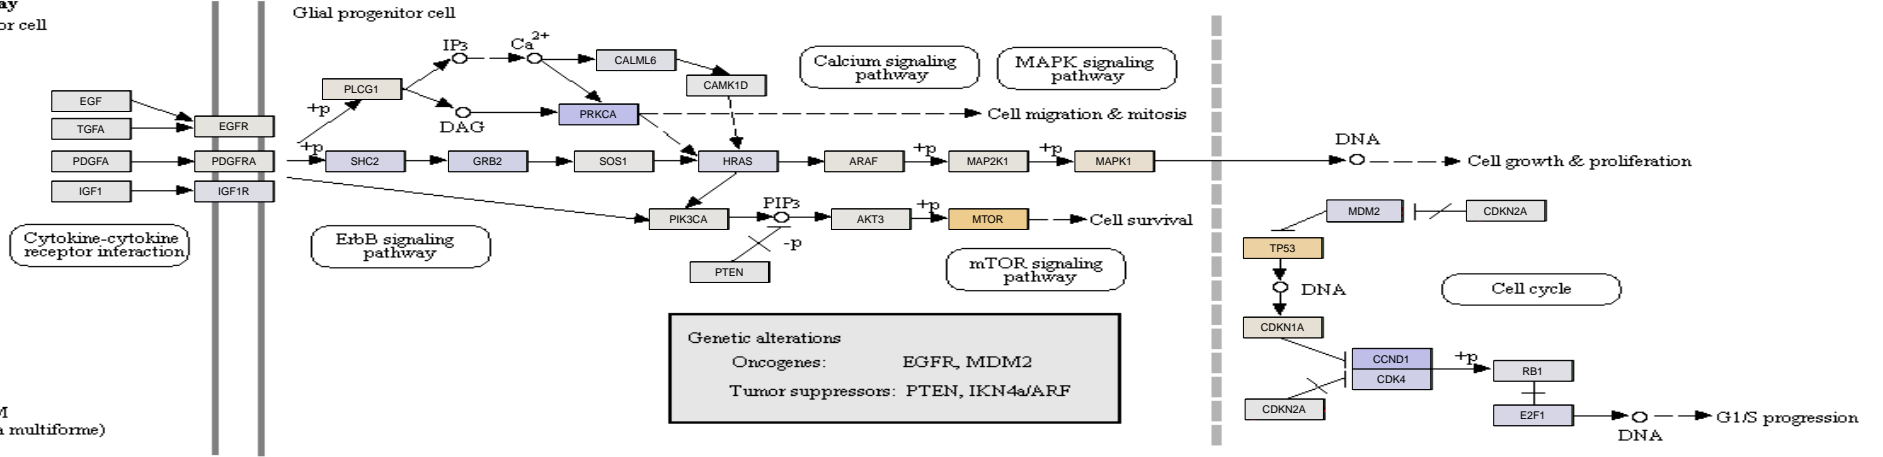 ay
or cell
Glial progenitor cell
IP3
Ca2+
CALML6
CAMK1D
Calcium signaling
pathway
MAPK signaling
pathway
PLCG1
+p
DAG
PRKCA
Cell migration & mitosis
EGF
TGFA
PDGFA
IGF1
EGFR
PDGFRA
IGF1R
+p
SHC2
GRB2
SOS1
HRAS
ARAF
+p
MAP2K1
+p
MAPK1
DNA
Cell growth & proliferation
PIK3CA
PIP3
AKT3
+p
MTOR
Cell survival
-p
PTEN
Cytokine-cytokine
receptor interaction
ErbB signaling
pathway
mTOR signaling
pathway
MDM2
CDKN2A
TP53
DNA
Cell cycle
CDKN1A
CCND1
CDK4
+p
RB1
CDKN2A
E2F1
DNA
G1/S progression
Genetic alterations
Oncogenes: EGFR, MDM2
Tumor suppressors: PTEN, IKN4a/ARF
M
a multiforme)